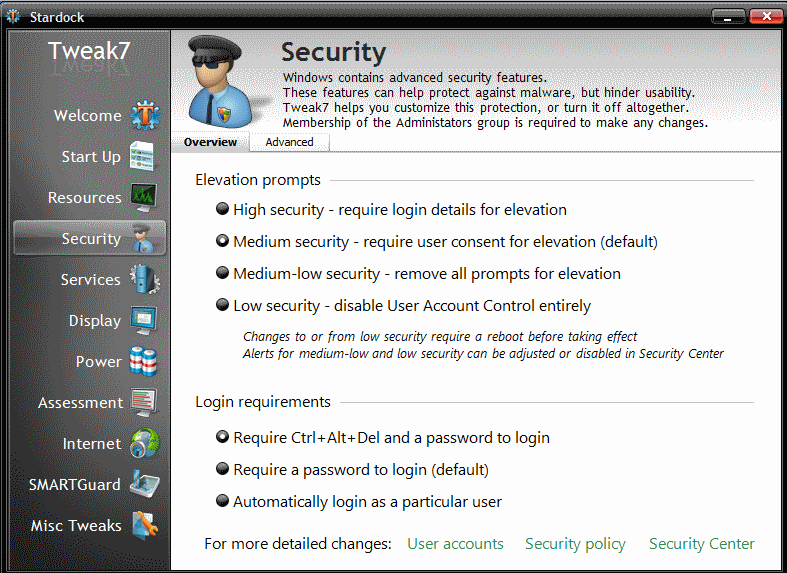 Stardock
Tweak7
Welcome
Start Up
Resources
Security
Services
Display
Power
Assessment
Internet
SMARTGuard
Misc Tweaks
Security
Windows contains advanced security features.
These features can help protect against malware, but hinder usability.
Tweak7 helps you customize this protection, or turn it off altogether.
Membership of the Administators group is required to make any changes.
Overview
Advanced
Elevation prompts
High security - require login details for elevation
Medium security - require user consent for elevation (default)
Medium-low security - remove all prompts for elevation
Low security - disable User Account Control entirely
Changes to or from low security require a reboot before taking effect
Alerts for medium-low and low security can be adjusted or disabled in Security Center
Login requirements
Require Ctrl+Alt+Del and a password to login
Require a password to login (default)
Automatically login as a particular user
For more detailed changes: User accounts Security policy Security Center